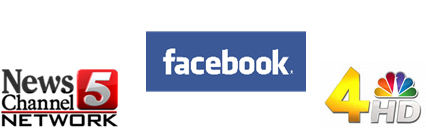 News 5
Channel
NETWORK
facebook.
4 HD